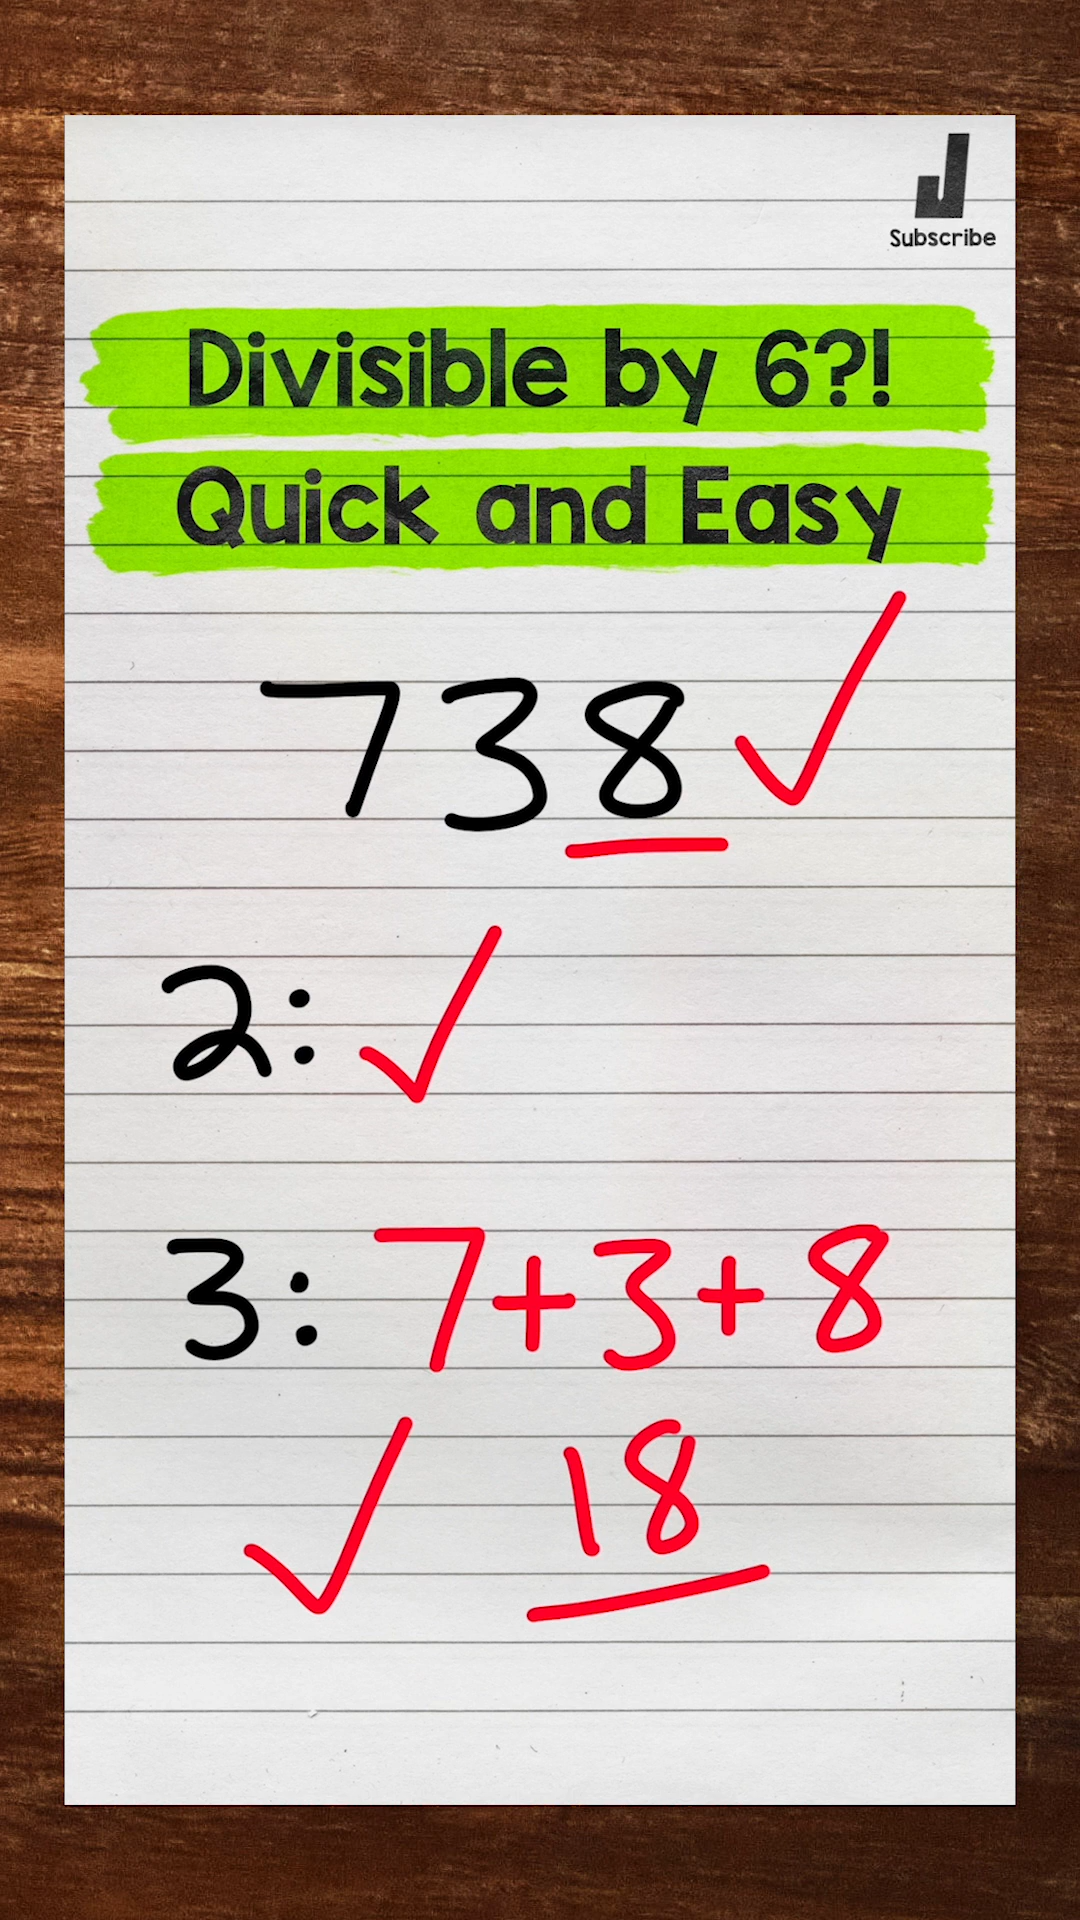 J
Subscribe
Divisible by 6?!
Quick and Easy
738 ✓
2: ✓
3: 7+3+8
✓ 18